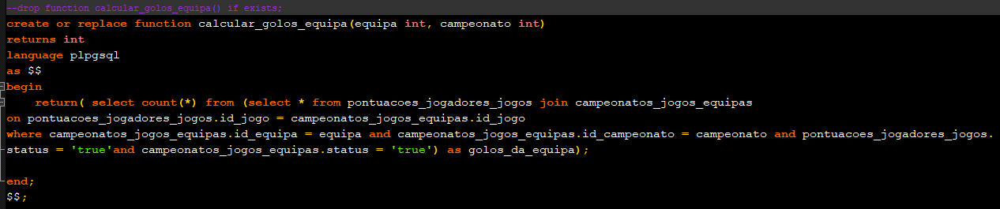 --drop function calcular_golos_equipa() if exists;
create or replace function calcular_golos_equipa(equipa int, campeonato int)
returns int
language plpgsql
as $$
begin
    return( select count(*) from (select * from pontuacoes_jogadores_jogos join campeonatos_jogos_equipas
on pontuacoes_jogadores_jogos.id_jogo = campeonatos_jogos_equipas.id_jogo
where campeonatos_jogos_equipas.id_equipa = equipa and campeonatos_jogos_equipas.id_campeonato = campeonato and pontuacoes_jogadores_jogos.
status = 'true'and campeonatos_jogos_equipas.status = 'true') as golos_da_equipa);
end;
$$;